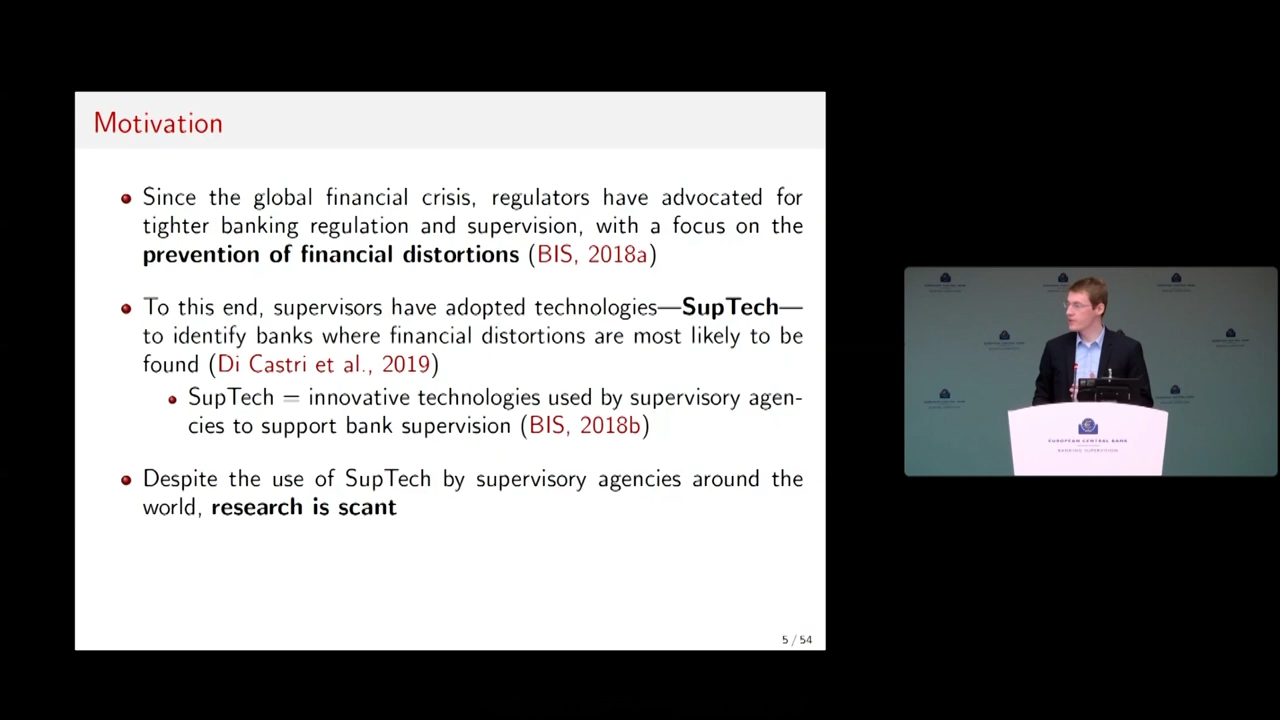 Motivation
Since the global financial crisis, regulators have advocated for
tighter banking regulation and supervision, with a focus on the
prevention of financial distortions (BIS, 2018a)
To this end, supervisors have adopted technologies—SupTech—
to identify banks where financial distortions are most likely to be
found (Di Castri et al., 2019)
SupTech = innovative technologies used by supervisory agen-
cies to support bank supervision (BIS, 2018b)
Despite the use of SupTech by supervisory agencies around the
world, research is scant
5 / 54
EUROPEAN CENTRAL BANK
BANKING SUPERVISION